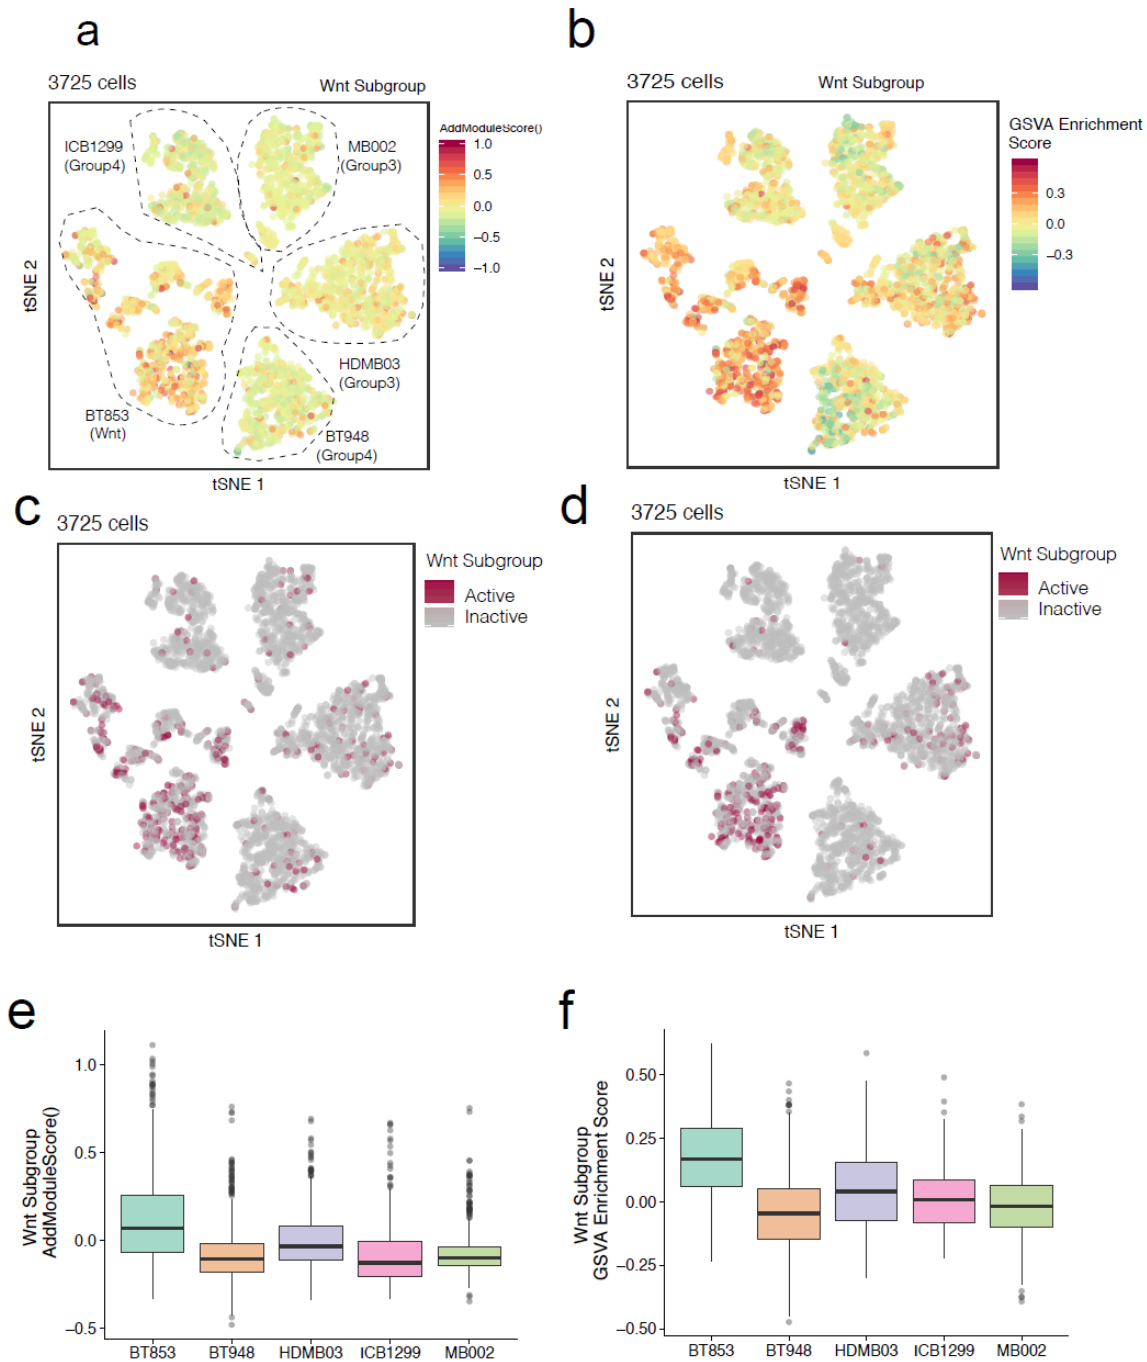 a
3725 cells
Wnt Subgroup
ICB1299
(Group4)
MB002
(Group3)
HDMB03
(Group3)
BT853
(Wnt)
BT948
(Group4)
AddModuleScore()
1.0
0.5
0.0
−0.5
−1.0
tSNE 2
tSNE 1
b
3725 cells
Wnt Subgroup
GSVA Enrichment
Score
0.3
0.0
−0.3
tSNE 2
tSNE 1
c
3725 cells
Wnt Subgroup
Active
Inactive
tSNE 2
tSNE 1
d
3725 cells
Wnt Subgroup
Active
Inactive
tSNE 2
tSNE 1
e
Wnt Subgroup
AddModuleScore()
1.0
0.5
0.0
−0.5
BT853 BT948 HDMB03 ICB1299 MB002
f
Wnt Subgroup
GSVA Enrichment Score
0.50
0.25
0.00
−0.25
−0.50
BT853 BT948 HDMB03 ICB1299 MB002